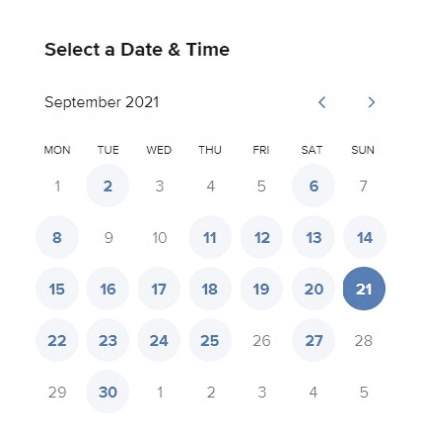 Select a Date & Time
September 2021
MON TUE WED THU FRI SAT SUN
1 2 3 4 5 6 7
8 9 10 11 12 13 14
15 16 17 18 19 20 21
22 23 24 25 26 27 28
29 30 1 2 3 4 5